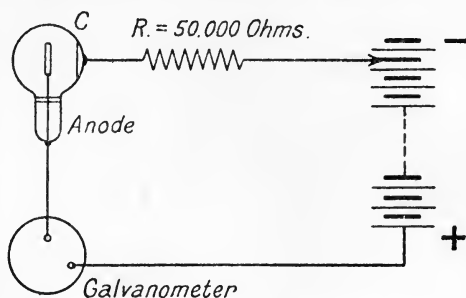 C
R. = 50.000 Ohms.
-
Anode
+
Galvanometer